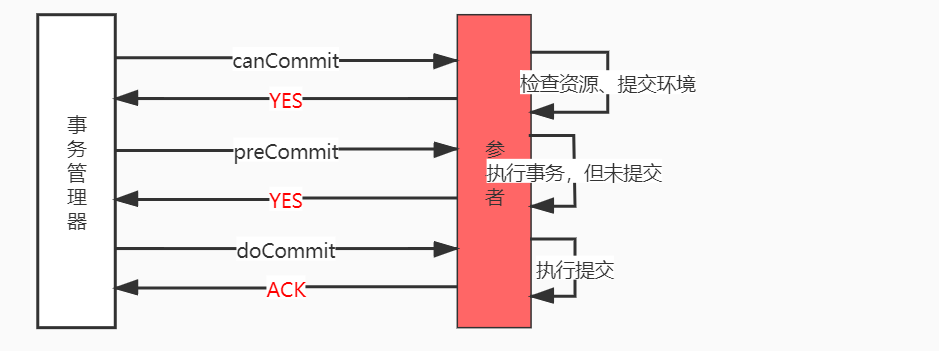 事务管理器
canCommit
YES
preCommit
YES
doCommit
ACK
参
者
检查资源、提交环境
执行事务，但未提交
执行提交